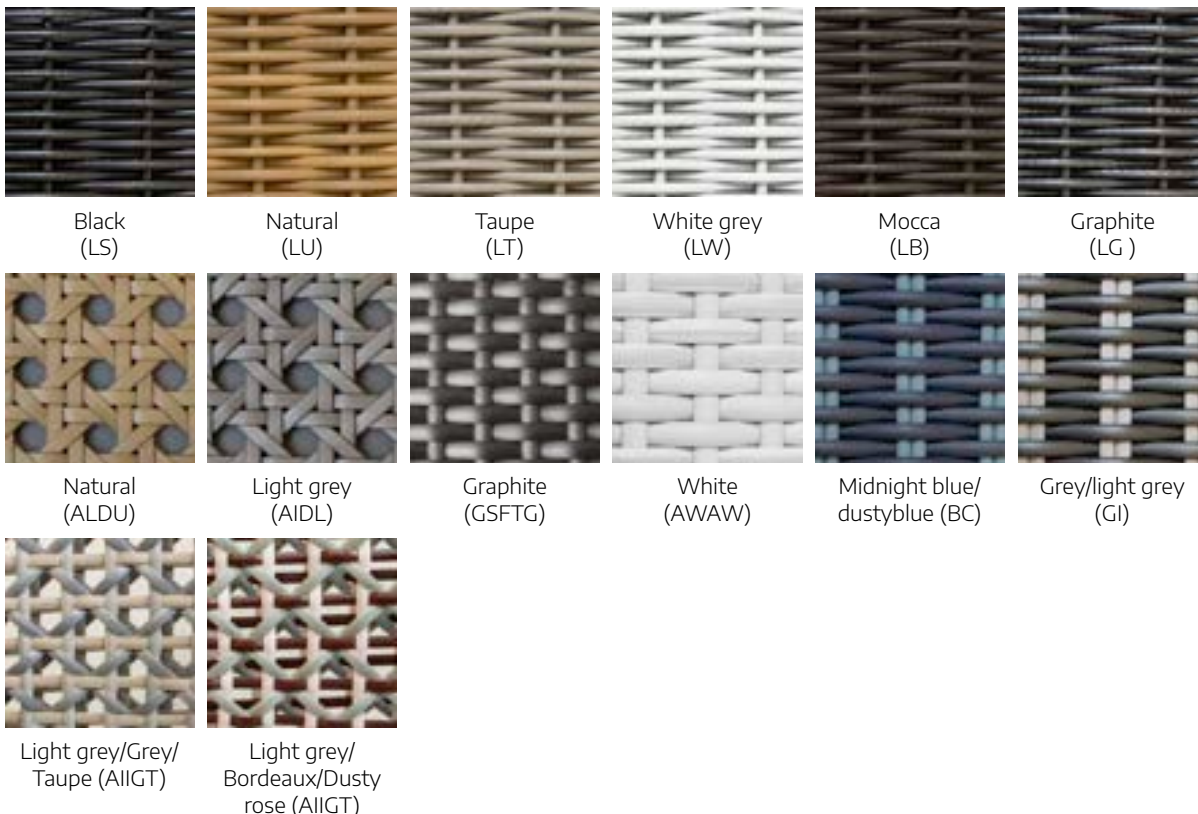 Black
(LS)
Natural
(LU)
Taupe
(LT)
White grey
(LW)
Mocca
(LB)
Graphite
(LG )
Natural
(ALDU)
Light grey
(AIDL)
Graphite
(GSFTG)
White
(AWAW)
Midnight blue/
dustyblue (BC)
Grey/light grey
(GI)
Light grey/Grey/
Taupe (AIIGT)
Light grey/
Bordeaux/Dusty
rose (AIIGT)